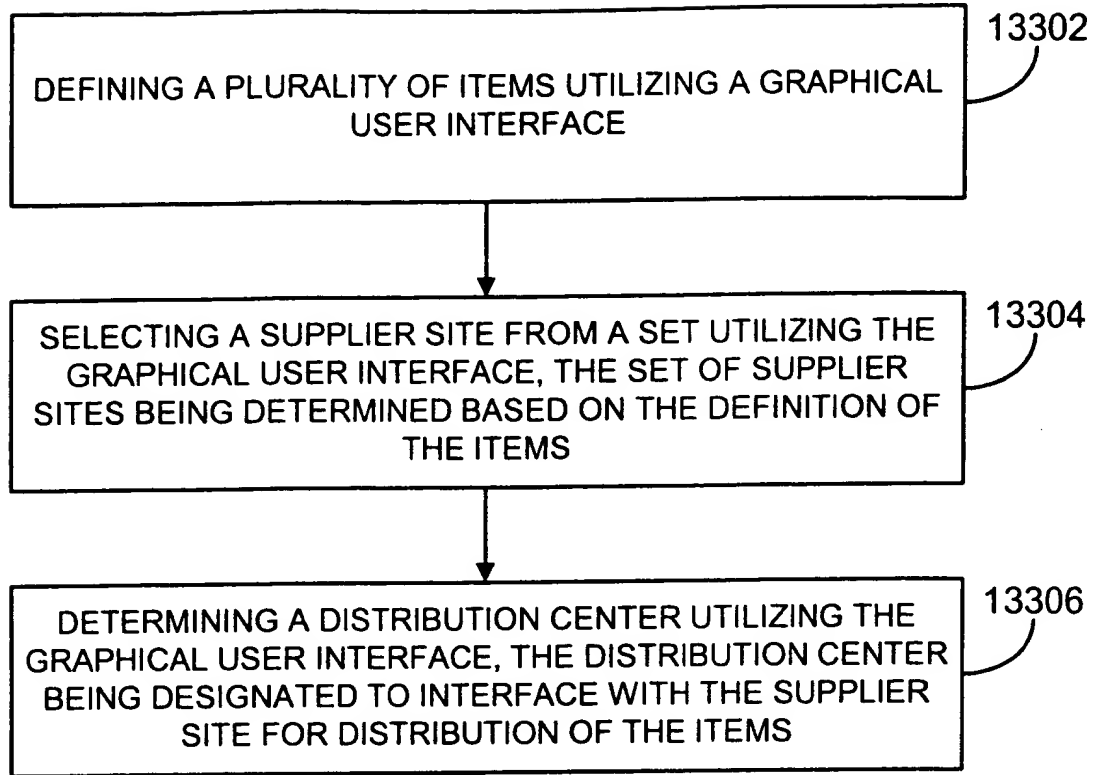 13302
DEFINING A PLURALITY OF ITEMS UTILIZING A GRAPHICAL
USER INTERFACE
13304
SELECTING A SUPPLIER SITE FROM A SET UTILIZING THE
GRAPHICAL USER INTERFACE, THE SET OF SUPPLIER
SITES BEING DETERMINED BASED ON THE DEFINITION OF
THE ITEMS
13306
DETERMINING A DISTRIBUTION CENTER UTILIZING THE
GRAPHICAL USER INTERFACE, THE DISTRIBUTION CENTER
BEING DESIGNATED TO INTERFACE WITH THE SUPPLIER
SITE FOR DISTRIBUTION OF THE ITEMS